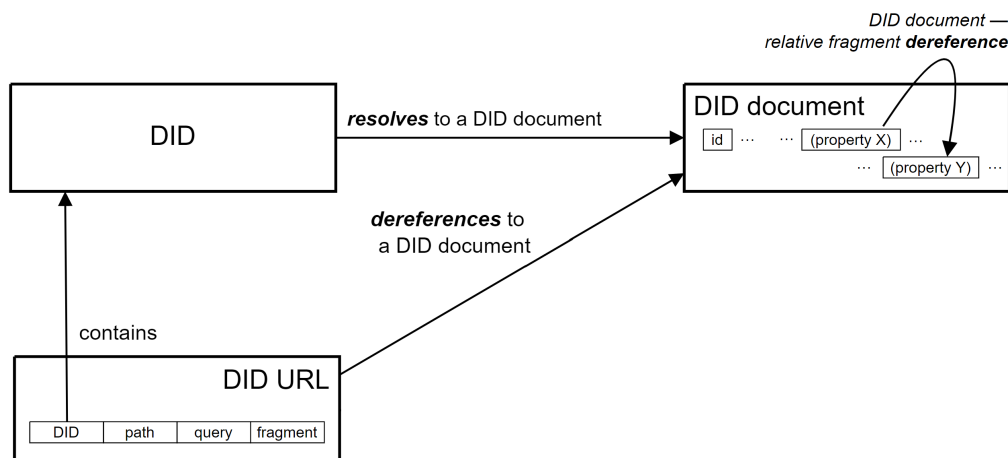 DID document —
relative fragment dereference
DID
resolves to a DID document
DID document
id ... ... (property X) ...
... (property Y) ...
dereferences to
a DID document
contains
DID URL
DID path query fragment